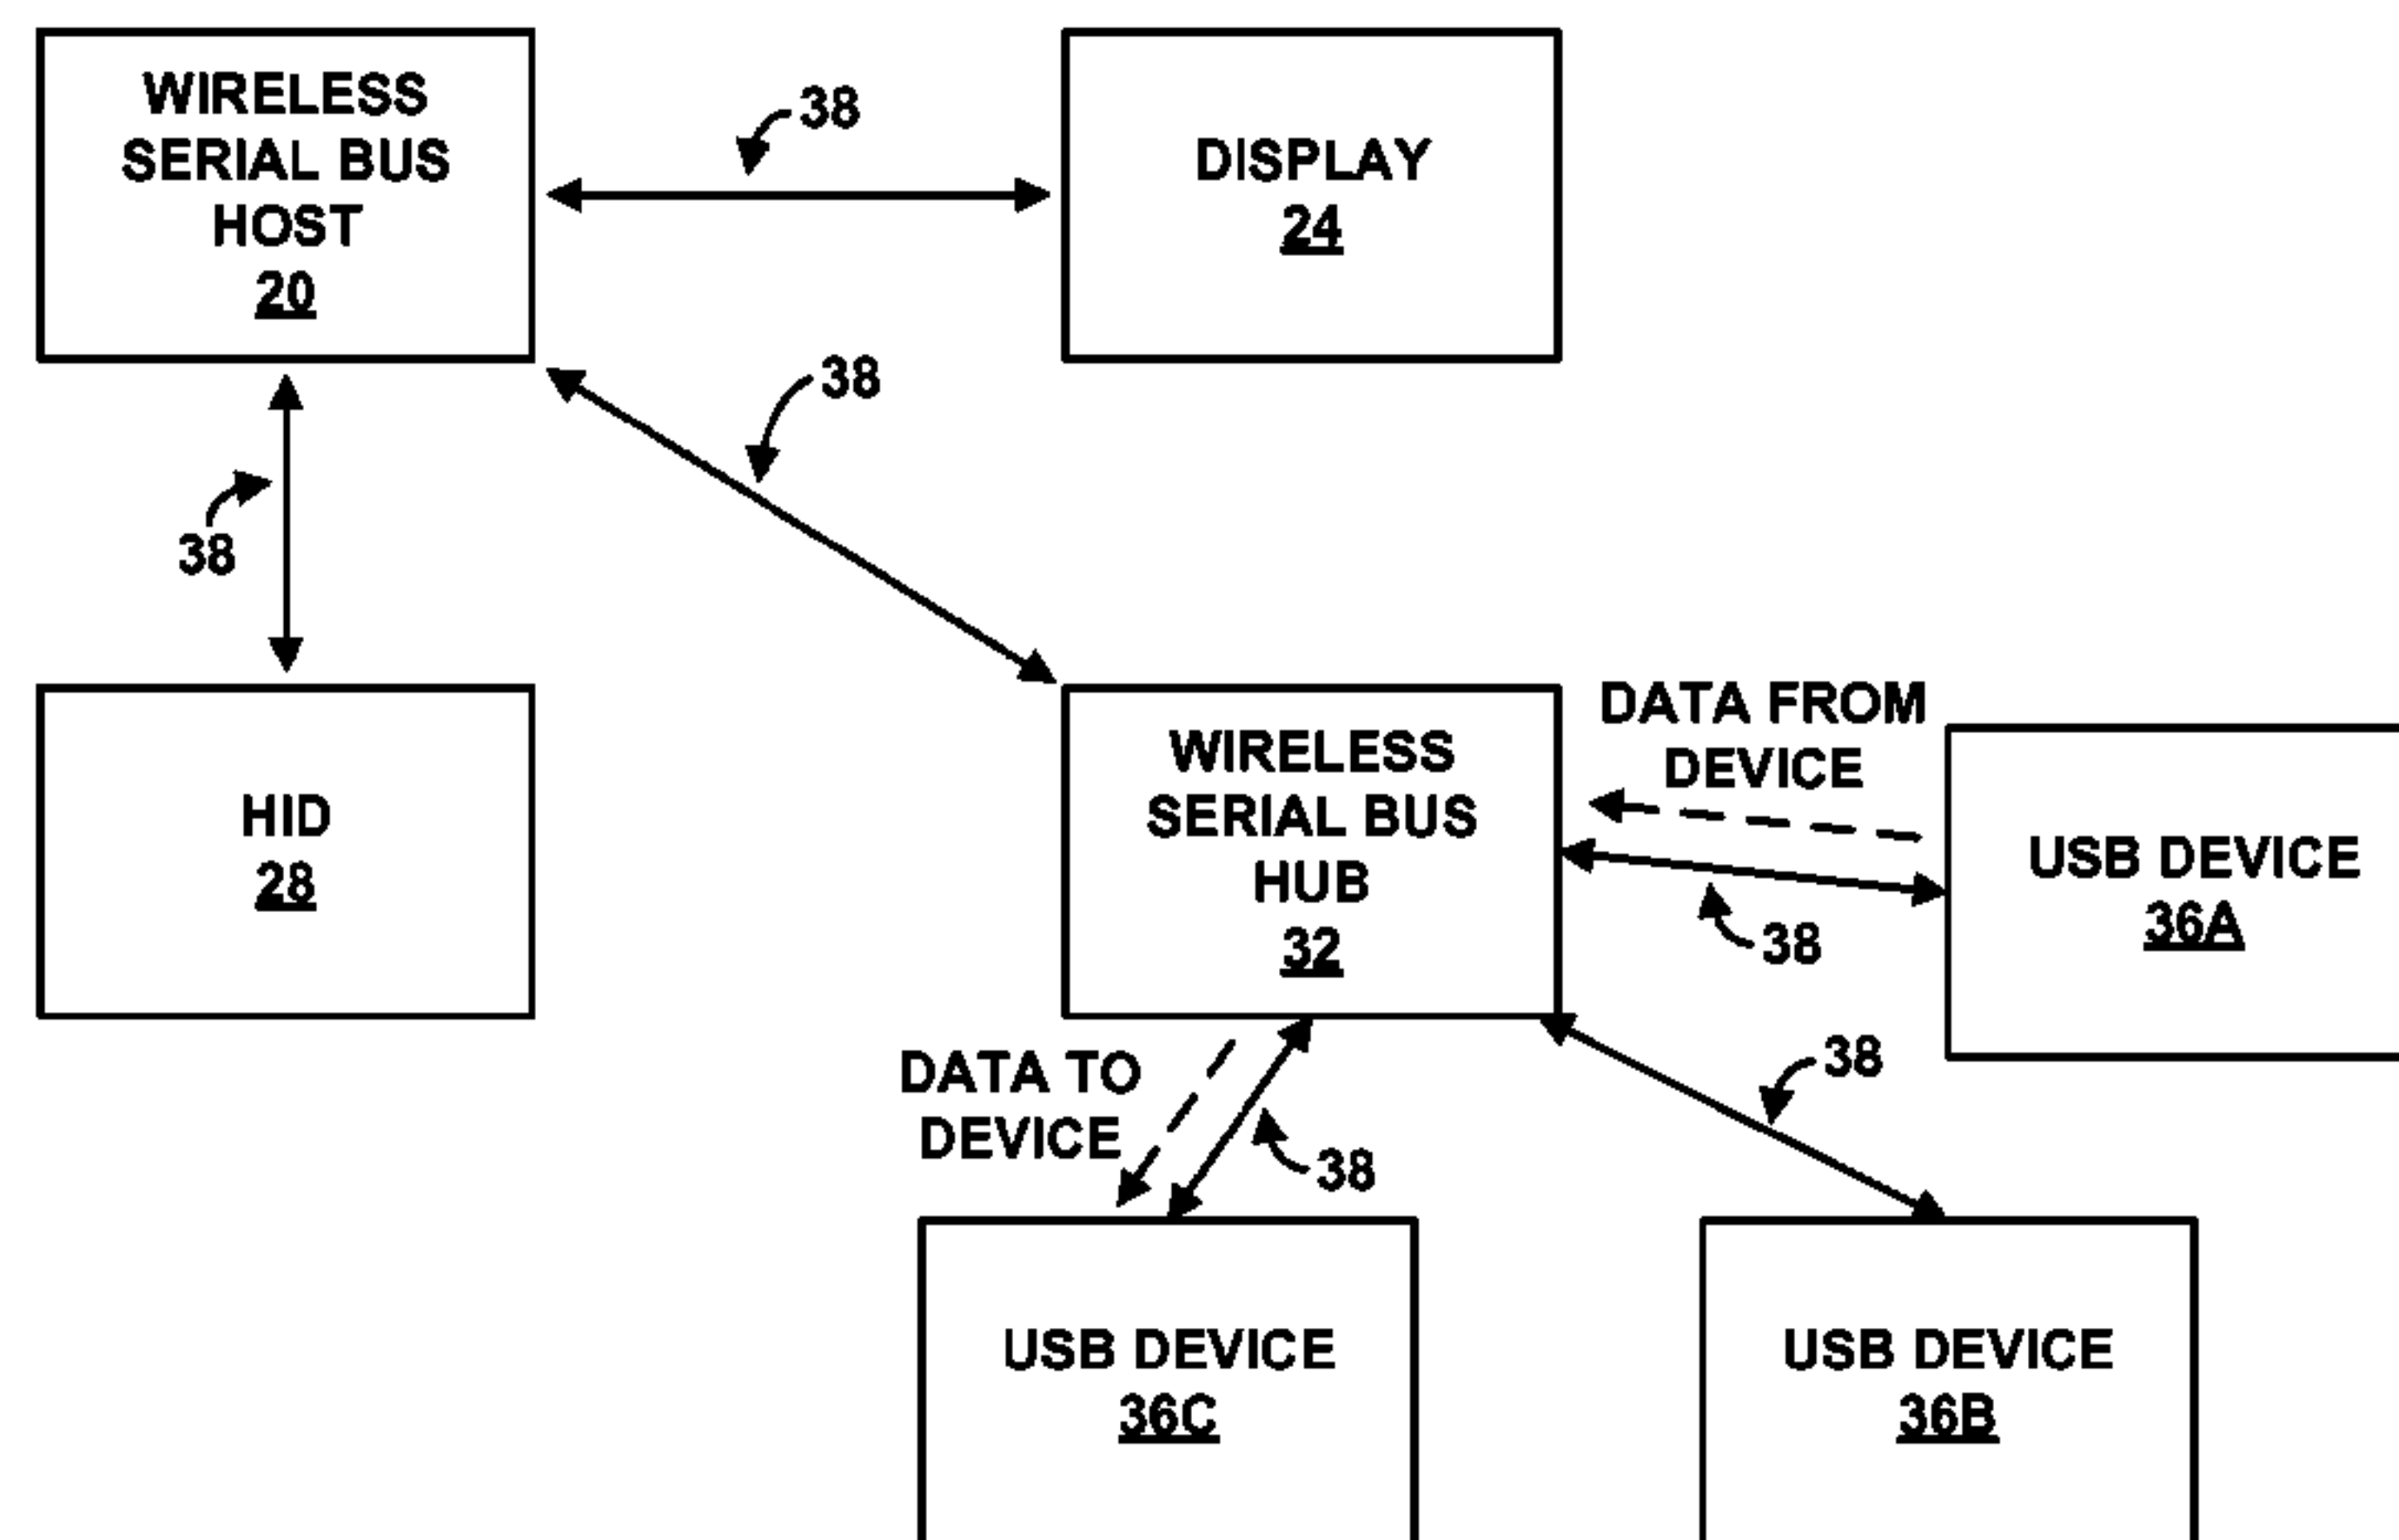 WIRELESS
SERIAL BUS
HOST
20
38
DISPLAY
24
38
38
HID
28
WIRELESS
SERIAL BUS
HUB
32
DATA FROM
DEVICE
38
USB DEVICE
36A
DATA TO
DEVICE
38
38
USB DEVICE
36C
USB DEVICE
36B